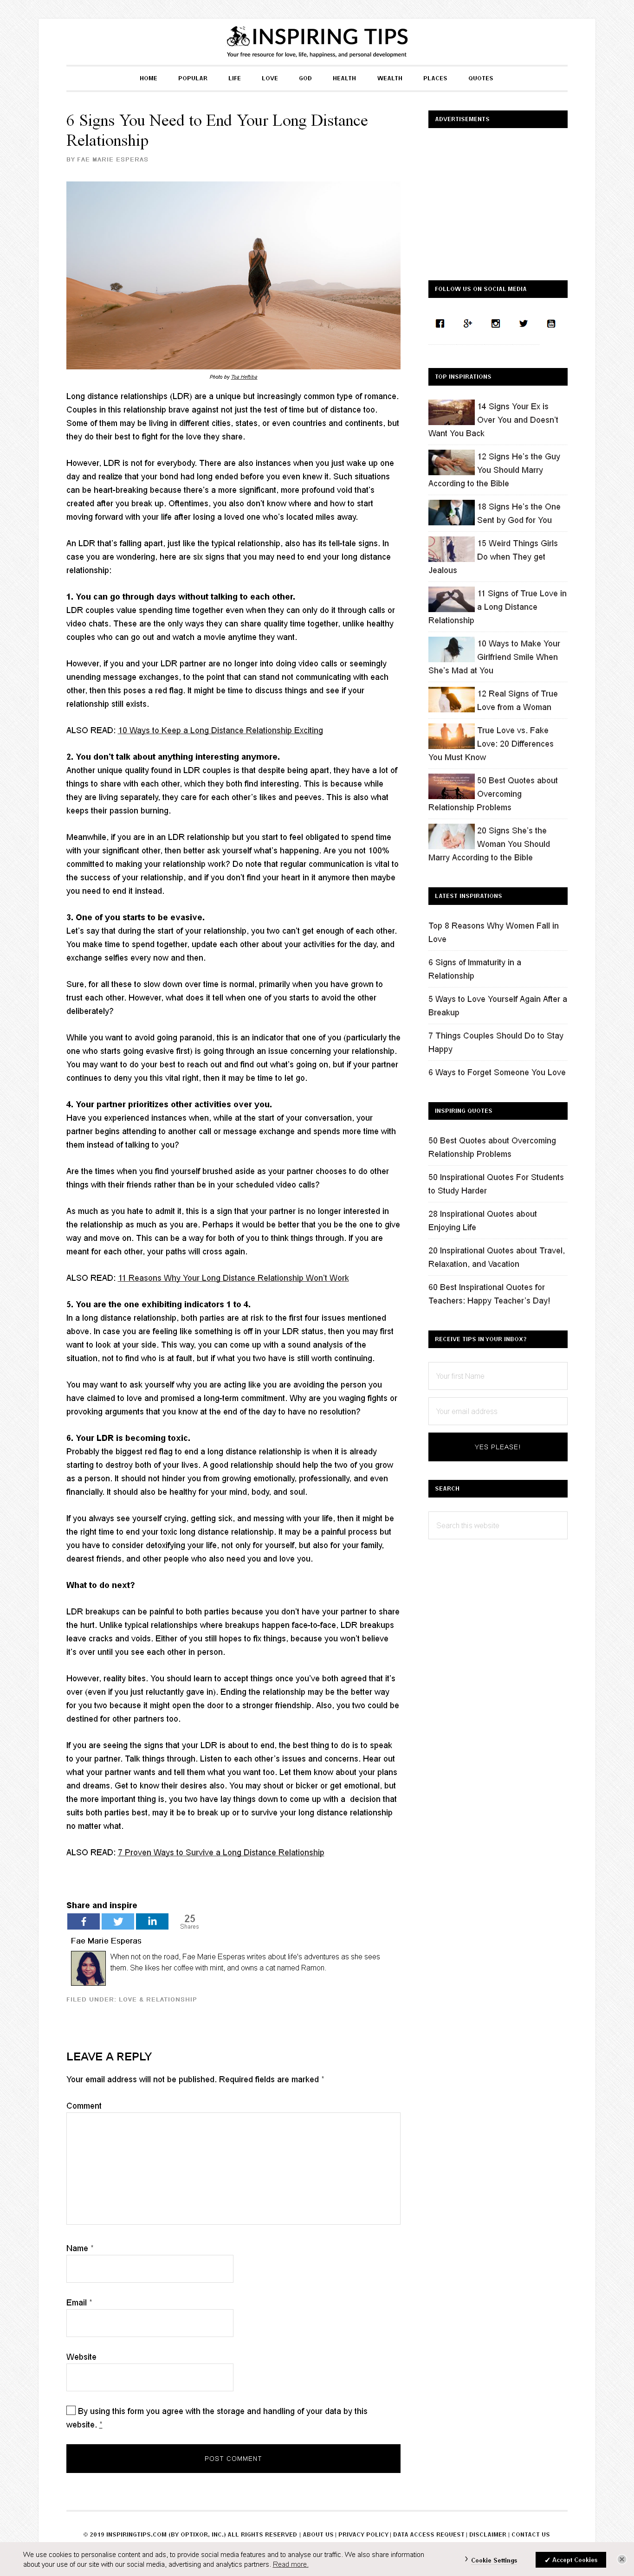 INSPIRING TIPS
Your free resource for love, life, happiness, and personal development
HOME POPULAR LIFE LOVE GOD HEALTH WEALTH PLACES QUOTES
6 Signs You Need to End Your Long Distance
Relationship
BY FAE MARIE ESPERAS
Photo by Toa Heftiba
Long distance relationships (LDR) are a unique but increasingly common type of romance.
Couples in this relationship brave against not just the test of time but of distance too.
Some of them may be living in different cities, states, or even countries and continents, but
they do their best to fight for the love they share.
However, LDR is not for everybody. There are also instances when you just wake up one
day and realize that your bond had long ended before you even knew it. Such situations
can be heart-breaking because there's a more significant, more profound void that's
created after you break up. Oftentimes, you also don't know where and how to start
moving forward with your life after losing a loved one who's located miles away.
An LDR that's falling apart, just like the typical relationship, also has its tell-tale signs. In
case you are wondering, here are six signs that you may need to end your long distance
relationship:
1. You can go through days without talking to each other.
LDR couples value spending time together even when they can only do it through calls or
video chats. These are the only ways they can share quality time together, unlike healthy
couples who can go out and watch a movie anytime they want.
However, if you and your LDR partner are no longer into doing video calls or seemingly
unending message exchanges, to the point that you can stand not communicating with each
other, then this poses a red flag. It might be time to discuss things and see if your
relationship still exists.
ALSO READ: 10 Ways to Keep a Long Distance Relationship Exciting
2. You don't talk about anything interesting anymore.
Another unique quality found in LDR couples is that despite being apart, they have a lot of
things to share with each other, which they both find interesting. This is because while
they are living separately, they care for each other's likes and peeves. This is also what
keeps their passion burning.
Meanwhile, if you are in an LDR relationship but you start to feel obligated to spend time
with your significant other, then better ask yourself what's happening. Are you not 100%
committed to making your relationship work? Do note that regular communication is vital to
the success of your relationship, and if you don't find your heart in it anymore then maybe
you need to end it instead.
3. One of you starts to be evasive.
Let's say that during the start of your relationship, you two can't get enough of each other.
You make time to spend together, update each other about your activities for the day, and
exchange selfies every now and then.
Sure, for all these to slow down over time is normal, primarily when you have grown to
trust each other. However, what does it tell when one of you starts to avoid the other
deliberately?
While you want to avoid going paranoid, this is an indicator that one of you (particularly the
one who starts going evasive first) is going through an issue concerning your relationship.
You may want to do your best to reach out and find out what's going on, but if your partner
continues to deny you this vital right, then it may be time to let go.
4. Your partner prioritizes other activities over you.
Have you experienced instances when, while at the start of your conversation, your
partner begins attending to another call or message exchange and spends more time with
them instead of talking to you?
Are the times when you find yourself brushed aside as your partner chooses to do other
things with their friends rather than be in your scheduled video calls?
As much as you hate to admit it, this is a sign that your partner is no longer interested in
the relationship as much as you are. Perhaps it would be better that you be the one to give
way and move on. This can be a way for both of you to think things through. If you are
meant for each other, your paths will cross again.
ALSO READ: 11 Reasons Why Your Long Distance Relationship Won't Work
5. You are the one exhibiting indicators 1 to 4.
In a long distance relationship, both parties are at risk to the first four issues mentioned
above. In case you are feeling like something is off in your LDR status, then you may first
want to look at your side. This way, you can come up with a sound analysis of the
situation, not to find who is at fault, but if what you two have is still worth continuing.
You may want to ask yourself why you are acting like you are avoiding the person you
have claimed to love and promised a long-term commitment. Why are you waging fights or
provoking arguments that you know at the end of the day to have no resolution?
6. Your LDR is becoming toxic.
Probably the biggest red flag to end a long distance relationship is when it is already
starting to destroy both of your lives. A good relationship should help the two of you grow
as a person. It should not hinder you from growing emotionally, professionally, and even
financially. It should also be healthy for your mind, body, and soul.
If you always see yourself crying, getting sick, and messing with your life, then it might be
the right time to end your toxic long distance relationship. It may be a painful process but
you have to consider detoxifying your life, not only for yourself, but also for your family,
dearest friends, and other people who also need you and love you.
What to do next?
LDR breakups can be painful to both parties because you don't have your partner to share
the hurt. Unlike typical relationships where breakups happen face-to-face, LDR breakups
leave cracks and voids. Either of you still hopes to fix things, because you won't believe
it's over until you see each other in person.
However, reality bites. You should learn to accept things once you've both agreed that it's
over (even if you just reluctantly gave in). Ending the relationship may be the better way
for you two because it might open the door to a stronger friendship. Also, you two could be
destined for other partners too.
If you are seeing the signs that your LDR is about to end, the best thing to do is to speak
to your partner. Talk things through. Listen to each other's issues and concerns. Hear out
what your partner wants and tell them what you want too. Let them know about your plans
and dreams. Get to know their desires also. You may shout or bicker or get emotional, but
the more important thing is, you two have lay things down to come up with a decision that
suits both parties best, may it be to break up or to survive your long distance relationship
no matter what.
ALSO READ: 7 Proven Ways to Survive a Long Distance Relationship
Share and inspire
25
Shares
Fae Marie Esperas
When not on the road, Fae Marie Esperas writes about life's adventures as she sees
them. She likes her coffee with mint, and owns a cat named Ramon.
FILED UNDER: LOVE & RELATIONSHIP
LEAVE A REPLY
Your email address will not be published. Required fields are marked *
Comment
Name *
Email *
Website
By using this form you agree with the storage and handling of your data by this
website. *
POST COMMENT
ADVERTISEMENTS
FOLLOW US ON SOCIAL MEDIA
TOP INSPIRATIONS
14 Signs Your Ex is
Over You and Doesn't
Want You Back
12 Signs He's the Guy
You Should Marry
According to the Bible
18 Signs He's the One
Sent by God for You
15 Weird Things Girls
Do when They get
Jealous
11 Signs of True Love in
a Long Distance
Relationship
10 Ways to Make Your
Girlfriend Smile When
She's Mad at You
12 Real Signs of True
Love from a Woman
True Love vs. Fake
Love: 20 Differences
You Must Know
50 Best Quotes about
Overcoming
Relationship Problems
20 Signs She's the
Woman You Should
Marry According to the Bible
LATEST INSPIRATIONS
Top 8 Reasons Why Women Fall in
Love
6 Signs of Immaturity in a
Relationship
5 Ways to Love Yourself Again After a
Breakup
7 Things Couples Should Do to Stay
Happy
6 Ways to Forget Someone You Love
INSPIRING QUOTES
50 Best Quotes about Overcoming
Relationship Problems
50 Inspirational Quotes For Students
to Study Harder
28 Inspirational Quotes about
Enjoying Life
20 Inspirational Quotes about Travel,
Relaxation, and Vacation
60 Best Inspirational Quotes for
Teachers: Happy Teacher's Day!
RECEIVE TIPS IN YOUR INBOX?
Your first Name
Your email address
YES PLEASE!
SEARCH
Search this website
© 2019 INSPIRINGTIPS.COM (BY OPTIXOR, INC.) ALL RIGHTS RESERVED | ABOUT US | PRIVACY POLICY | DATA ACCESS REQUEST | DISCLAIMER | CONTACT US
We use cookies to personalise content and ads, to provide social media features and to analyse our traffic. We also share information
about your use of our site with our social media, advertising and analytics partners. Read more.
Cookie Settings
✓ Accept Cookies